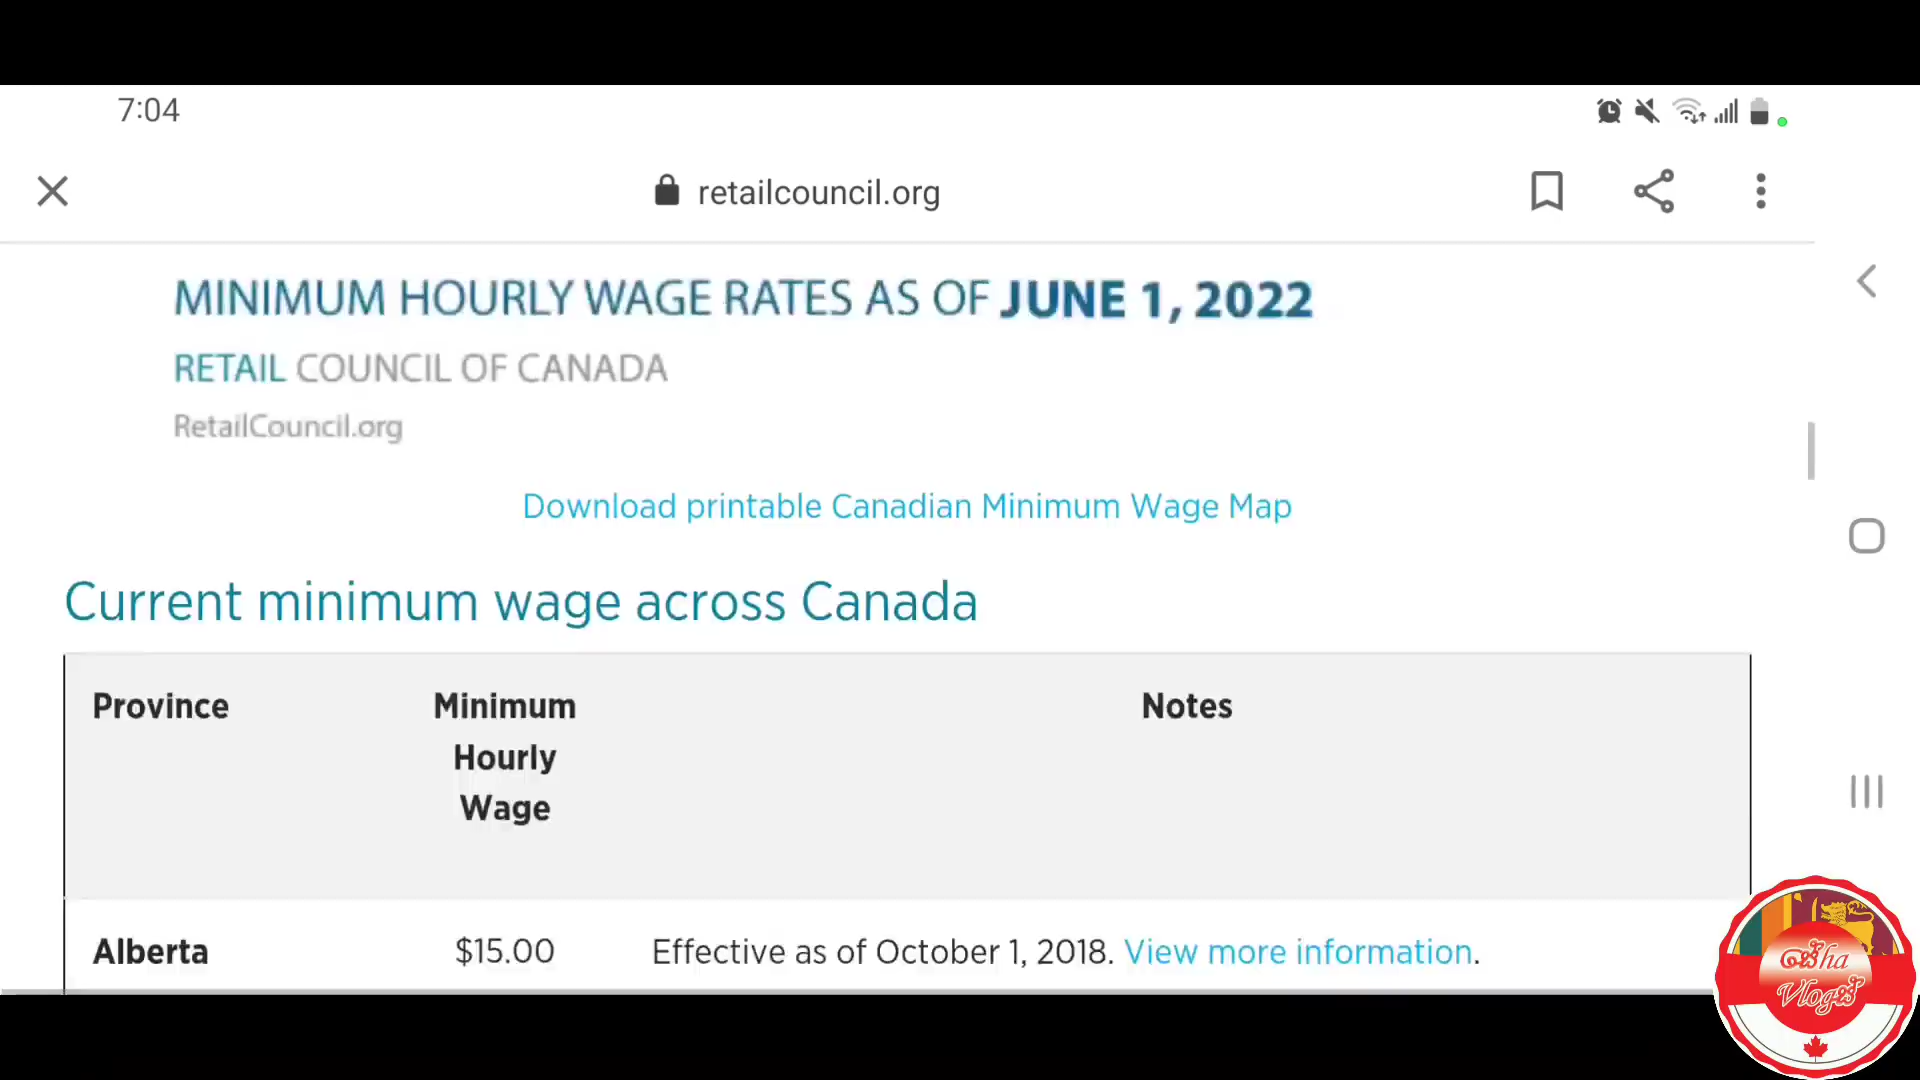 7:04
retailcouncil.org
MINIMUM HOURLY WAGE RATES AS OF JUNE 1, 2022
RETAIL COUNCIL OF CANADA
RetailCouncil.org
Download printable Canadian Minimum Wage Map
Current minimum wage across Canada
Province Minimum Hourly Wage Notes
Alberta $15.00 Effective as of October 1, 2018. View more information.